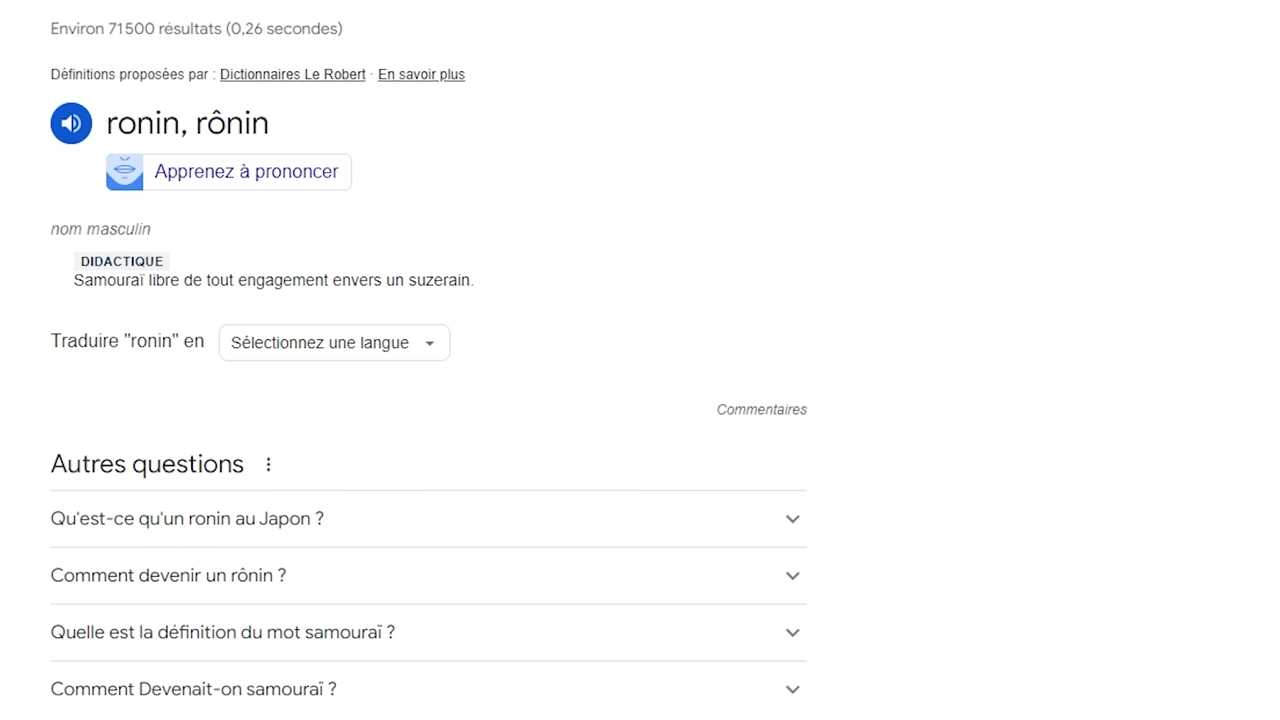 Environ 71 500 résultats (0,26 secondes)
Définitions proposées par : Dictionnaires Le Robert · En savoir plus
ronin, rônin
Apprenez à prononcer
nom masculin
DIDACTIQUE
Samouraï libre de tout engagement envers un suzerain.
Traduire "ronin" en Sélectionnez une langue
Commentaires
Autres questions
Qu'est-ce qu'un ronin au Japon ?
Comment devenir un rônin ?
Quelle est la définition du mot samouraï ?
Comment Devenait-on samouraï ?